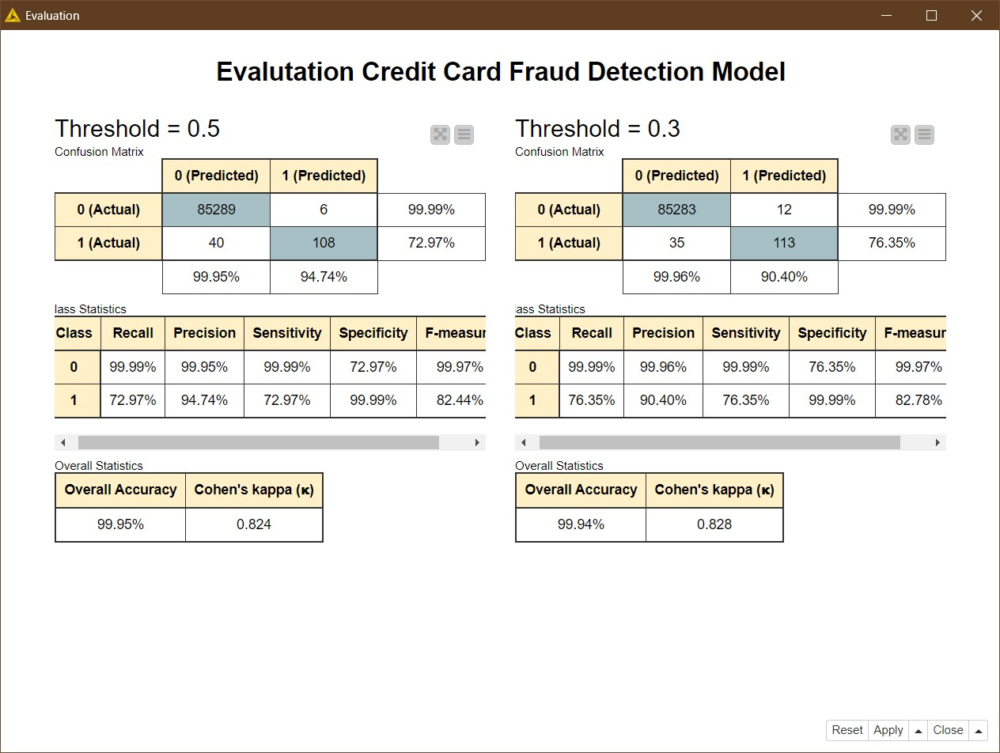 Evaluation
Evalutation Credit Card Fraud Detection Model
Threshold = 0.5
Confusion Matrix
0 (Predicted) 1 (Predicted)
0 (Actual) 85289 6 99.99%
1 (Actual) 40 108 72.97%
99.95% 94.74%
lass Statistics
Class Recall Precision Sensitivity Specificity F-measur
0 99.99% 99.95% 99.99% 72.97% 99.97%
1 72.97% 94.74% 72.97% 99.99% 82.44%
Overall Statistics
Overall Accuracy Cohen's kappa (κ)
99.95% 0.824
Threshold = 0.3
Confusion Matrix
0 (Predicted) 1 (Predicted)
0 (Actual) 85283 12 99.99%
1 (Actual) 35 113 76.35%
99.96% 90.40%
lass Statistics
Class Recall Precision Sensitivity Specificity F-measur
0 99.99% 99.96% 99.99% 76.35% 99.97%
1 76.35% 90.40% 76.35% 99.99% 82.78%
Overall Statistics
Overall Accuracy Cohen's kappa (κ)
99.94% 0.828
Reset Apply Close